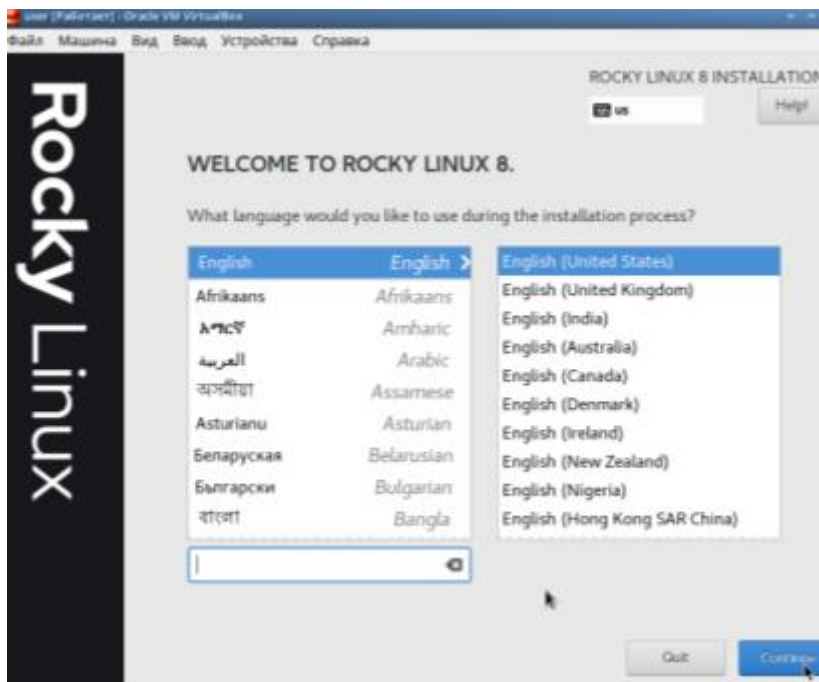 user [Работает] - Oracle VM VirtualBox
Файл Машина Вид Ввод Устройства Справка
Rocky Linux
ROCKY LINUX 8 INSTALLATION
us
Help!
WELCOME TO ROCKY LINUX 8.
What language would you like to use during the installation process?
English English
Afrikaans Afrikaans
አማርኛ Amharic
العربية Arabic
অসমীয়া Assamese
Asturianu Asturian
Беларуская Belarusian
Български Bulgarian
বাংলা Bangla
English (United States)
English (United Kingdom)
English (India)
English (Australia)
English (Canada)
English (Denmark)
English (Ireland)
English (New Zealand)
English (Nigeria)
English (Hong Kong SAR China)
Quit
Continue